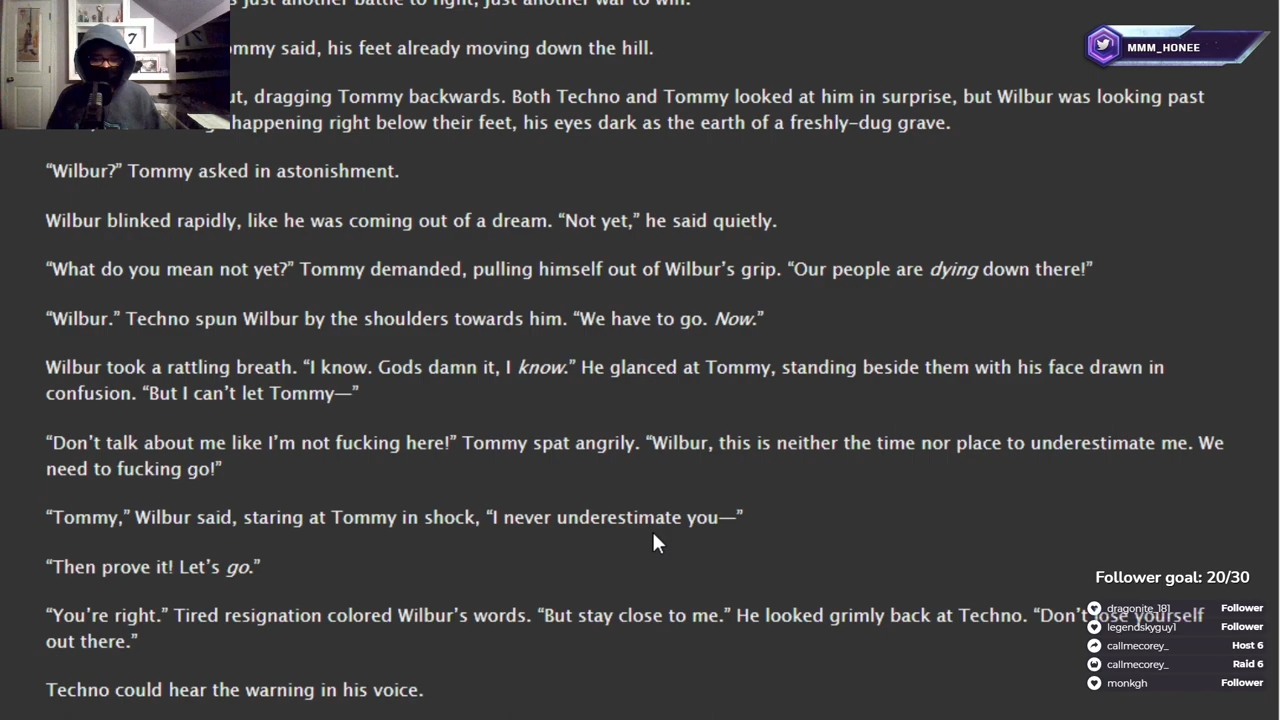 s just another battle to fight, just another war to win.
ommy said, his feet already moving down the hill.
ut, dragging Tommy backwards. Both Techno and Tommy looked at him in surprise, but Wilbur was looking past
happening right below their feet, his eyes dark as the earth of a freshly-dug grave.
“Wilbur?” Tommy asked in astonishment.
Wilbur blinked rapidly, like he was coming out of a dream. “Not yet,” he said quietly.
“What do you mean not yet?” Tommy demanded, pulling himself out of Wilbur’s grip. “Our people are dying down there!”
“Wilbur.” Techno spun Wilbur by the shoulders towards him. “We have to go. Now.”
Wilbur took a rattling breath. “I know. Gods damn it, I know.” He glanced at Tommy, standing beside them with his face drawn in
confusion. “But I can’t let Tommy—”
“Don’t talk about me like I’m not fucking here!” Tommy spat angrily. “Wilbur, this is neither the time nor place to underestimate me. We
need to fucking go!”
“Tommy,” Wilbur said, staring at Tommy in shock, “I never underestimate you—”
“Then prove it! Let’s go.”
“You’re right.” Tired resignation colored Wilbur’s words. “But stay close to me.” He looked grimly back at Techno. “Don’t lose yourself
out there.”
Techno could hear the warning in his voice.
7
MMM_HONEE
Follower goal: 20/30
dragonite_181 Follower
legendskyguy1 Follower
callmecorey_ Host 6
callmecorey_ Raid 6
monkgh Follower